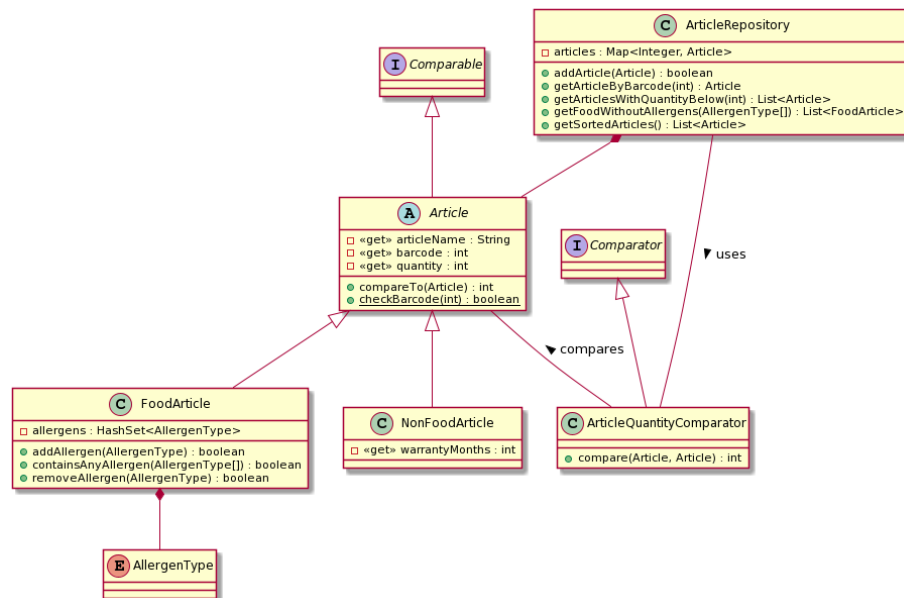 C ArticleRepository
articles : Map<Integer, Article>
addArticle(Article) : boolean
getArticleByBarcode(int) : Article
getArticlesWithQuantityBelow(int) : List<Article>
getFoodWithoutAllergens(AllergenType[]) : List<FoodArticle>
getSortedArticles() : List<Article>
I Comparable
A Article
«get» articleName : String
«get» barcode : int
«get» quantity : int
compareTo(Article) : int
checkBarcode(int) : boolean
I Comparator
uses
compares
C FoodArticle
allergens : HashSet<AllergenType>
addAllergen(AllergenType) : boolean
containsAnyAllergen(AllergenType[]) : boolean
removeAllergen(AllergenType) : boolean
C NonFoodArticle
«get» warrantyMonths : int
C ArticleQuantityComparator
compare(Article, Article) : int
E AllergenType